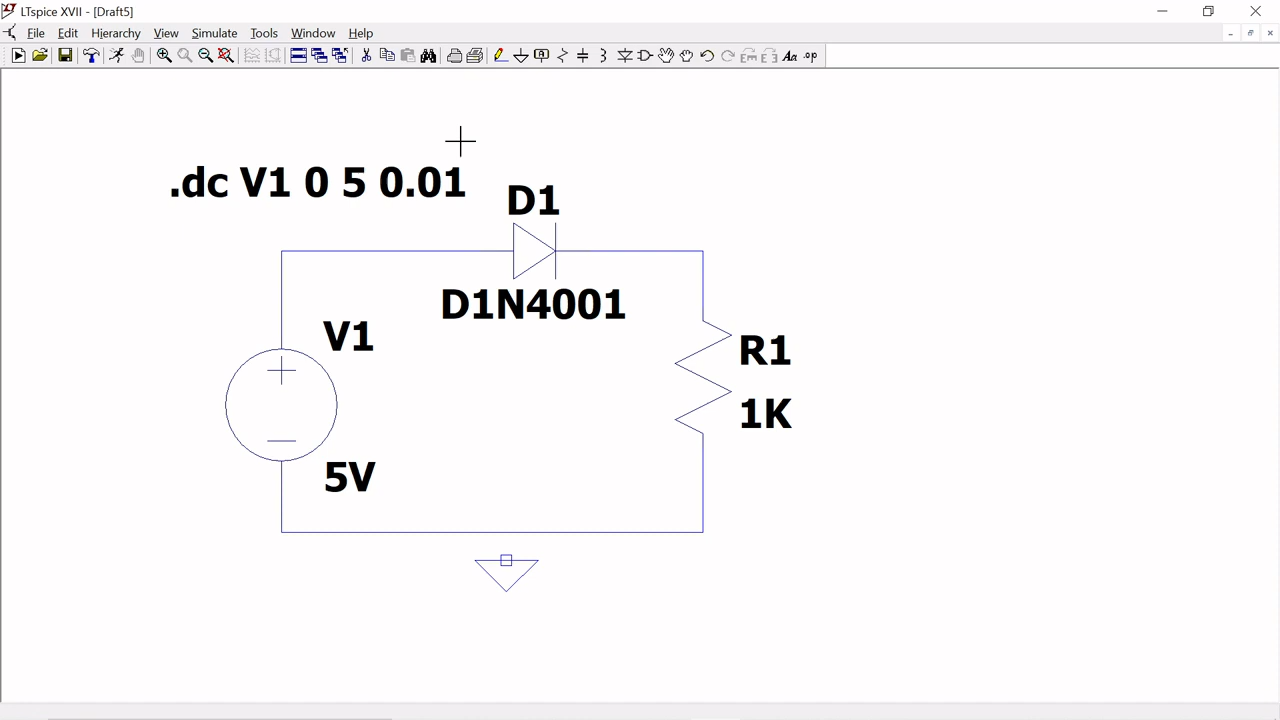 LTspice XVII - [Draft5]
File Edit Hierarchy View Simulate Tools Window Help
.dc V1 0 5 0.01
D1
D1N4001
V1
5V
R1
1K